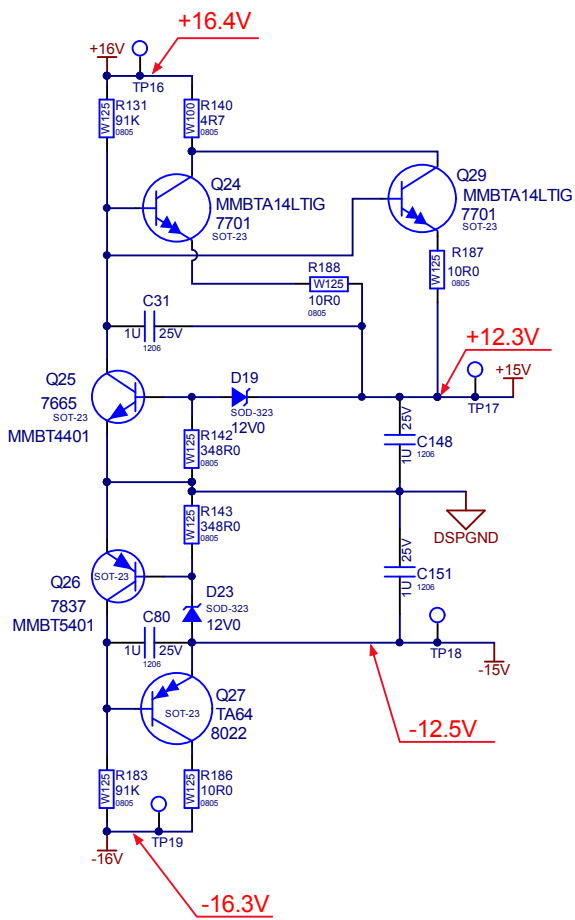 +16.4V
+16V
TP16
R131
91K
0805
W125
R140
4R7
0805
W100
Q24
MMBTA14LTIG
7701
SOT-23
Q29
MMBTA14LTIG
7701
SOT-23
R187
10R0
0805
W125
R188
W125
10R0
0805
C31
1U
25V
1206
+12.3V
+15V
TP17
Q25
7665
SOT-23
MMBT4401
D19
SOD-323
12V0
R142
348R0
0805
W125
25V
C148
1U
1206
R143
348R0
0805
W125
DSPGND
Q26
SOT-23
7837
MMBT5401
D23
SOD-323
12V0
25V
C151
1U
1206
C80
1U
25V
1206
TP18
-15V
Q27
SOT-23
TA64
8022
-12.5V
R183
91K
0805
W125
R186
10R0
0805
W125
TP19
-16V
-16.3V